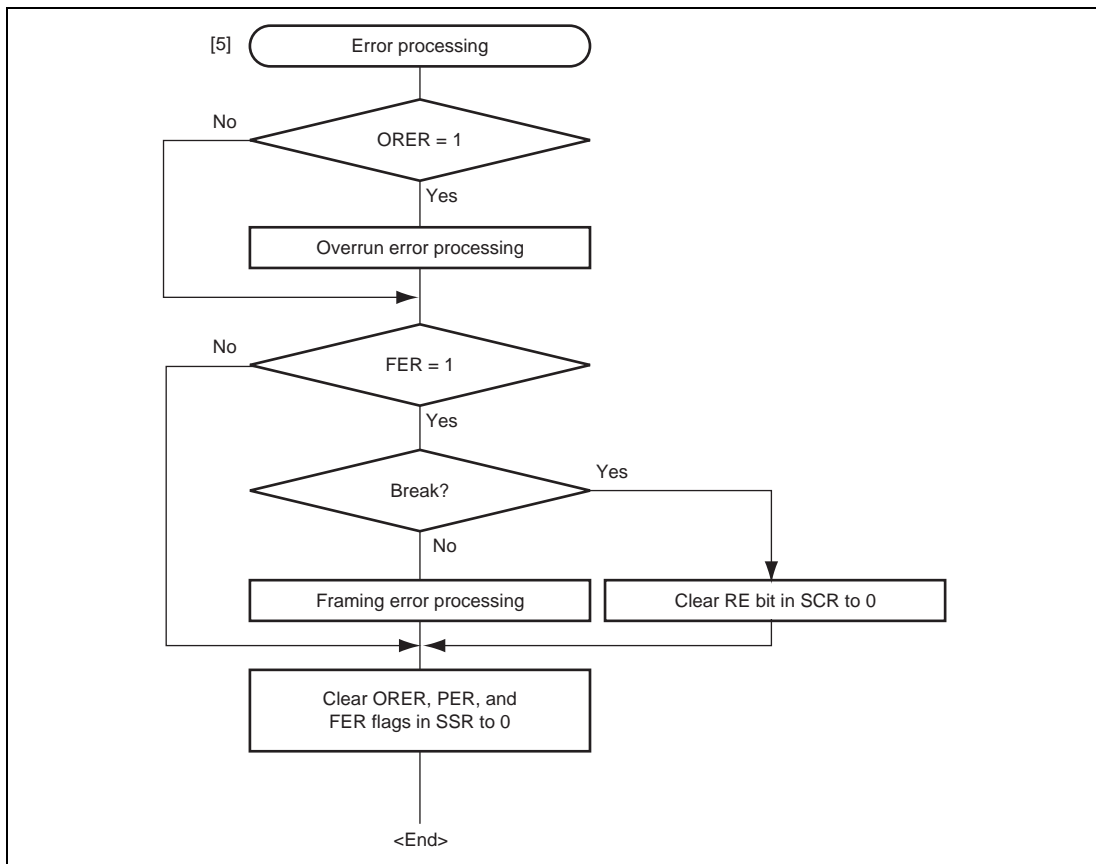 [5]
Error processing
No
ORER = 1
Yes
Overrun error processing
No
FER = 1
Yes
Yes
Break?
No
Framing error processing
Clear RE bit in SCR to 0
Clear ORER, PER, and
FER flags in SSR to 0
<End>